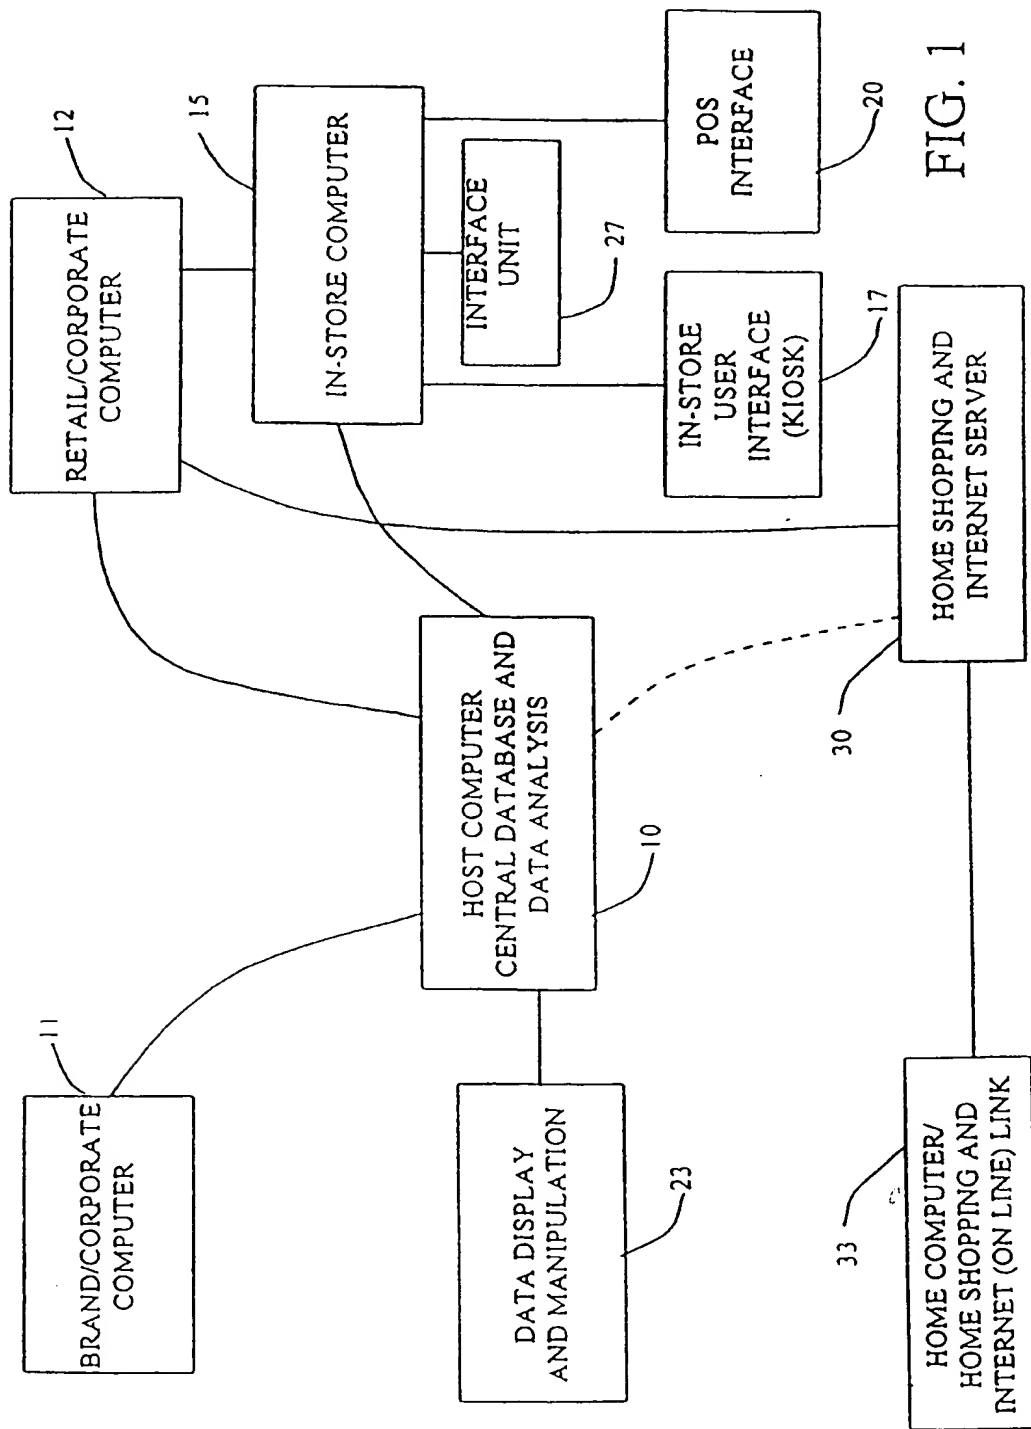 11
BRAND/CORPORATE
COMPUTER
12
RETAIL/CORPORATE
COMPUTER
15
IN-STORE COMPUTER
DATA DISPLAY
AND MANIPULATION
23
HOST COMPUTER
CENTRAL DATABASE AND
DATA ANALYSIS
10
INTERFACE
UNIT
27
IN-STORE
USER
INTERFACE
(KIOSK)
17
POS
INTERFACE
20
33
HOME COMPUTER/
HOME SHOPPING AND
INTERNET (ON LINE) LINK
30
HOME SHOPPING AND
INTERNET SERVER
FIG. 1